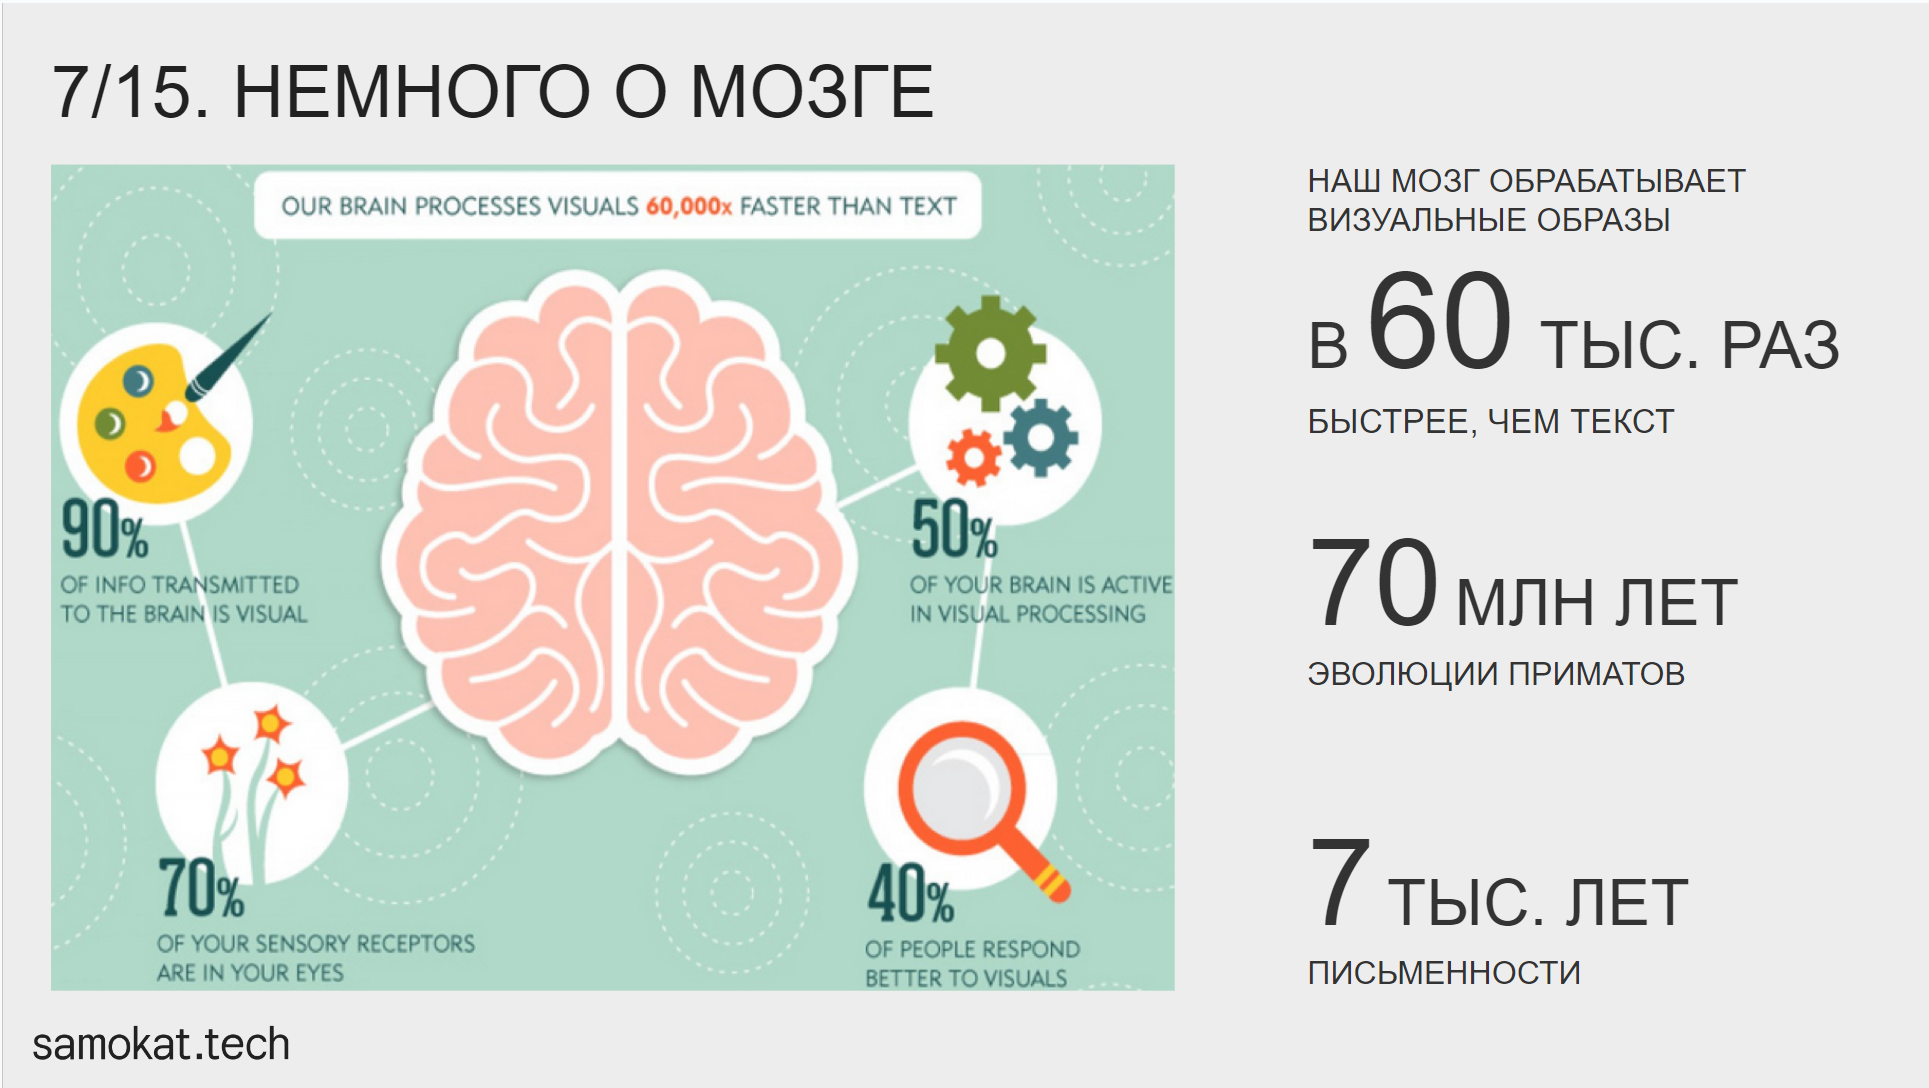 7/15. НЕМНОГО О МОЗГЕ
OUR BRAIN PROCESSES VISUALS 60,000x FASTER THAN TEXT
90%
OF INFO TRANSMITTED
TO THE BRAIN IS VISUAL
50%
OF YOUR BRAIN IS ACTIVE
IN VISUAL PROCESSING
70%
OF YOUR SENSORY RECEPTORS
ARE IN YOUR EYES
40%
OF PEOPLE RESPOND
BETTER TO VISUALS
НАШ МОЗГ ОБРАБАТЫВАЕТ
ВИЗУАЛЬНЫЕ ОБРАЗЫ
В 60 ТЫС. РАЗ
БЫСТРЕЕ, ЧЕМ ТЕКСТ
70 МЛН ЛЕТ
ЭВОЛЮЦИИ ПРИМАТОВ
7 ТЫС. ЛЕТ
ПИСЬМЕННОСТИ
samokat.tech